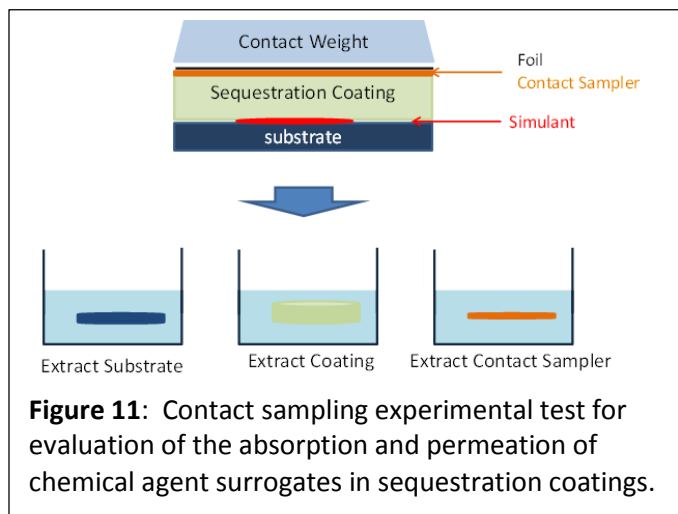 Contact Weight
Foil
Contact Sampler
Sequestration Coating
Simulant
substrate
Extract Substrate
Extract Coating
Extract Contact Sampler
Figure 11:  Contact sampling experimental test for
evaluation of the absorption and permeation of
chemical agent surrogates in sequestration coatings.